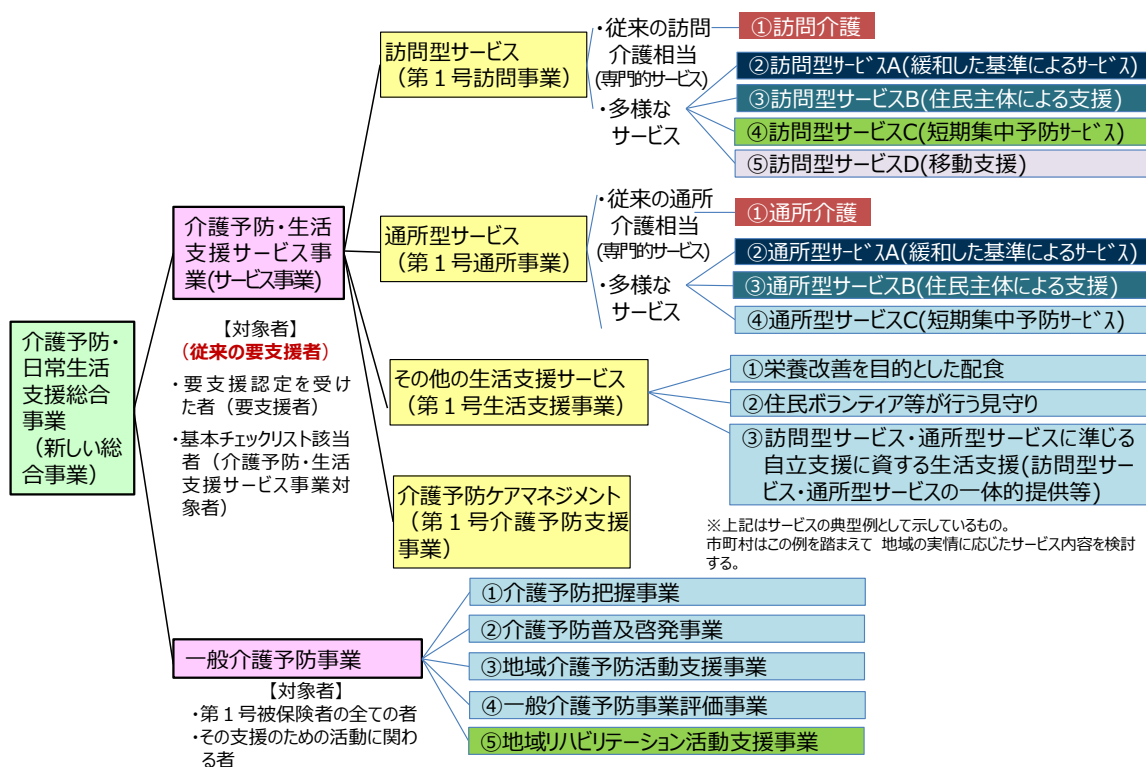 介護予防・
日常生活
支援総合
事業
（新しい総
合事業）
介護予防・生活
支援サービス事
業(サービス事業)
【対象者】
（従来の要支援者）
・要支援認定を受け
た者（要支援者）
・基本チェックリスト該当
者（介護予防・生活
支援サービス事業対
象者）
訪問型サービス
（第１号訪問事業）
・従来の訪問
介護相当
(専門的サービス)
・多様な
サービス
①訪問介護
②訪問型ｻｰﾋﾞｽA(緩和した基準によるｻｰﾋﾞｽ)
③訪問型サービスB(住民主体による支援)
④訪問型サービスC(短期集中予防ｻｰﾋﾞｽ)
⑤訪問型サービスD(移動支援)
通所型サービス
（第１号通所事業）
・従来の通所
介護相当
(専門的サービス)
・多様な
サービス
①通所介護
②通所型ｻｰﾋﾞｽA(緩和した基準によるｻｰﾋﾞｽ)
③通所型サービスB(住民主体による支援)
④通所型サービスC(短期集中予防ｻｰﾋﾞｽ)
その他の生活支援サービス
（第１号生活支援事業）
①栄養改善を目的とした配食
②住民ボランティア等が行う見守り
③訪問型サービス・通所型サービスに準じる
自立支援に資する生活支援(訪問型サー
ビス・通所型サービスの一体的提供等)
介護予防ケアマネジメント
（第１号介護予防支援
事業）
※上記はサービスの典型例として示しているもの。
市町村はこの例を踏まえて 地域の実情に応じたサービス内容を検討
する。
一般介護予防事業
【対象者】
・第１号被保険者の全ての者
・その支援のための活動に関わ
る者
①介護予防把握事業
②介護予防普及啓発事業
③地域介護予防活動支援事業
④一般介護予防事業評価事業
⑤地域リハビリテーション活動支援事業